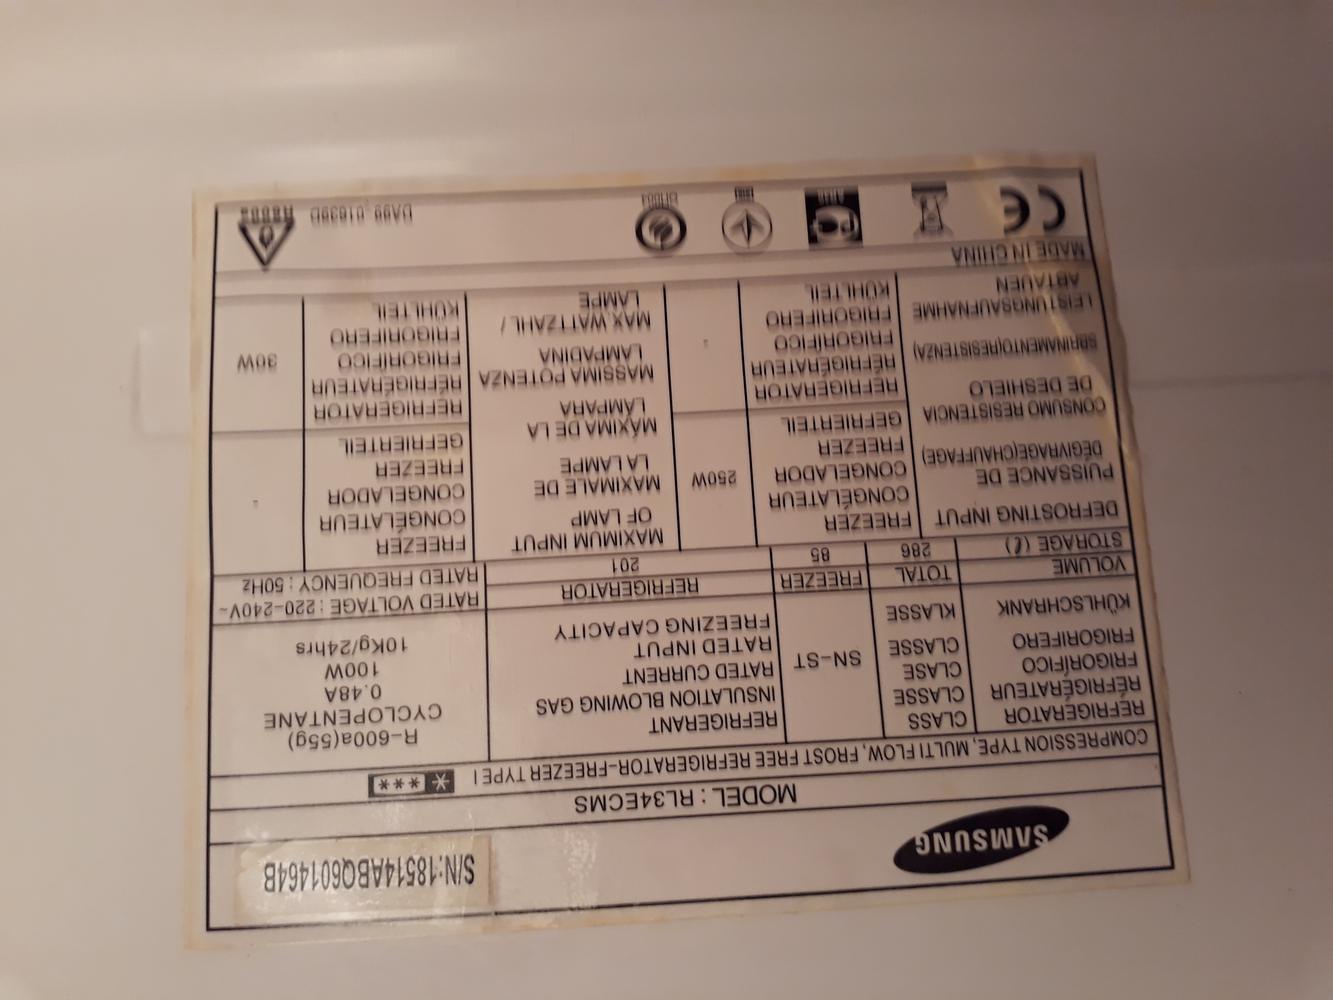 SAMSUNG
S/N:18514ABQ601464B
MODEL : RL34ECMS
COMPRESSION TYPE, MULTI FLOW, FROST FREE REFRIGERATOR-FREEZER TYPE I * ***
REFRIGERATOR CLASS
RÉFRIGÉRATEUR CLASSE
FRIGORÍFICO CLASE
FRIGORIFERO CLASSE
KÜHLSCHRANK KLASSE
SN-ST
REFRIGERANT R-600a(55g)
INSULATION BLOWING GAS CYCLOPENTANE
RATED CURRENT 0.48A
RATED INPUT 100W
FREEZING CAPACITY 10Kg/24hrs
VOLUME TOTAL FREEZER REFRIGERATOR RATED VOLTAGE : 220-240V~
STORAGE (ℓ) 286 85 201 RATED FREQUENCY : 50Hz
DEFROSTING INPUT
PUISSANCE DE
DÉGIVRAGE(CHAUFFAGE)
CONSUMO RESISTENCIA
DE DESHIELO
SBRINAMENTO(RESISTENZA)
LEISTUNGSAUFNAHME
ABTAUEN
FREEZER
CONGÉLATEUR
CONGELADOR
FREEZER
GEFRIERTEIL
250W
REFRIGERATOR
RÉFRIGÉRATEUR
FRIGORÍFICO
FRIGORIFERO
KÜHLTEIL
-
MAXIMUM INPUT
OF LAMP
MAXIMALE DE
LA LAMPE
MÁXIMA DE LA
LÁMPARA
MASSIMA POTENZA
LAMPADINA
MAX.WATTZAHL/
LAMPE
FREEZER
CONGÉLATEUR
CONGELADOR
FREEZER
GEFRIERTEIL
-
REFRIGERATOR
RÉFRIGÉRATEUR
FRIGORÍFICO
FRIGORIFERO
KÜHLTEIL
30W
MADE IN CHINA
CE